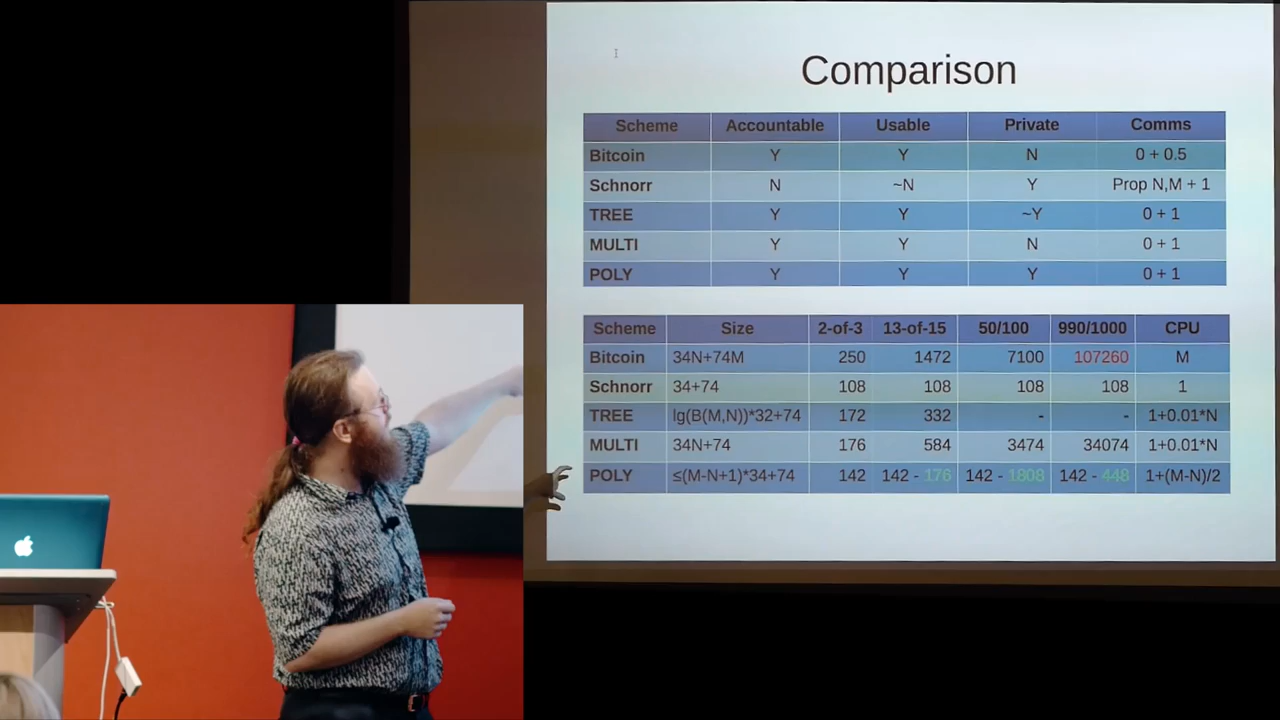 Comparison
Scheme Accountable Usable Private Comms
Bitcoin Y Y N 0 + 0.5
Schnorr N ~N Y Prop N,M + 1
TREE Y Y ~Y 0 + 1
MULTI Y Y N 0 + 1
POLY Y Y Y 0 + 1
Scheme Size 2-of-3 13-of-15 50/100 990/1000 CPU
Bitcoin 34N+74M 250 1472 7100 107260 M
Schnorr 34+74 108 108 108 108 1
TREE lg(B(M,N))*32+74 172 332 - - 1+0.01*N
MULTI 34N+74 176 584 3474 34074 1+0.01*N
POLY ≤(M-N+1)*34+74 142 142 - 176 142 - 1808 142 - 448 1+(M-N)/2